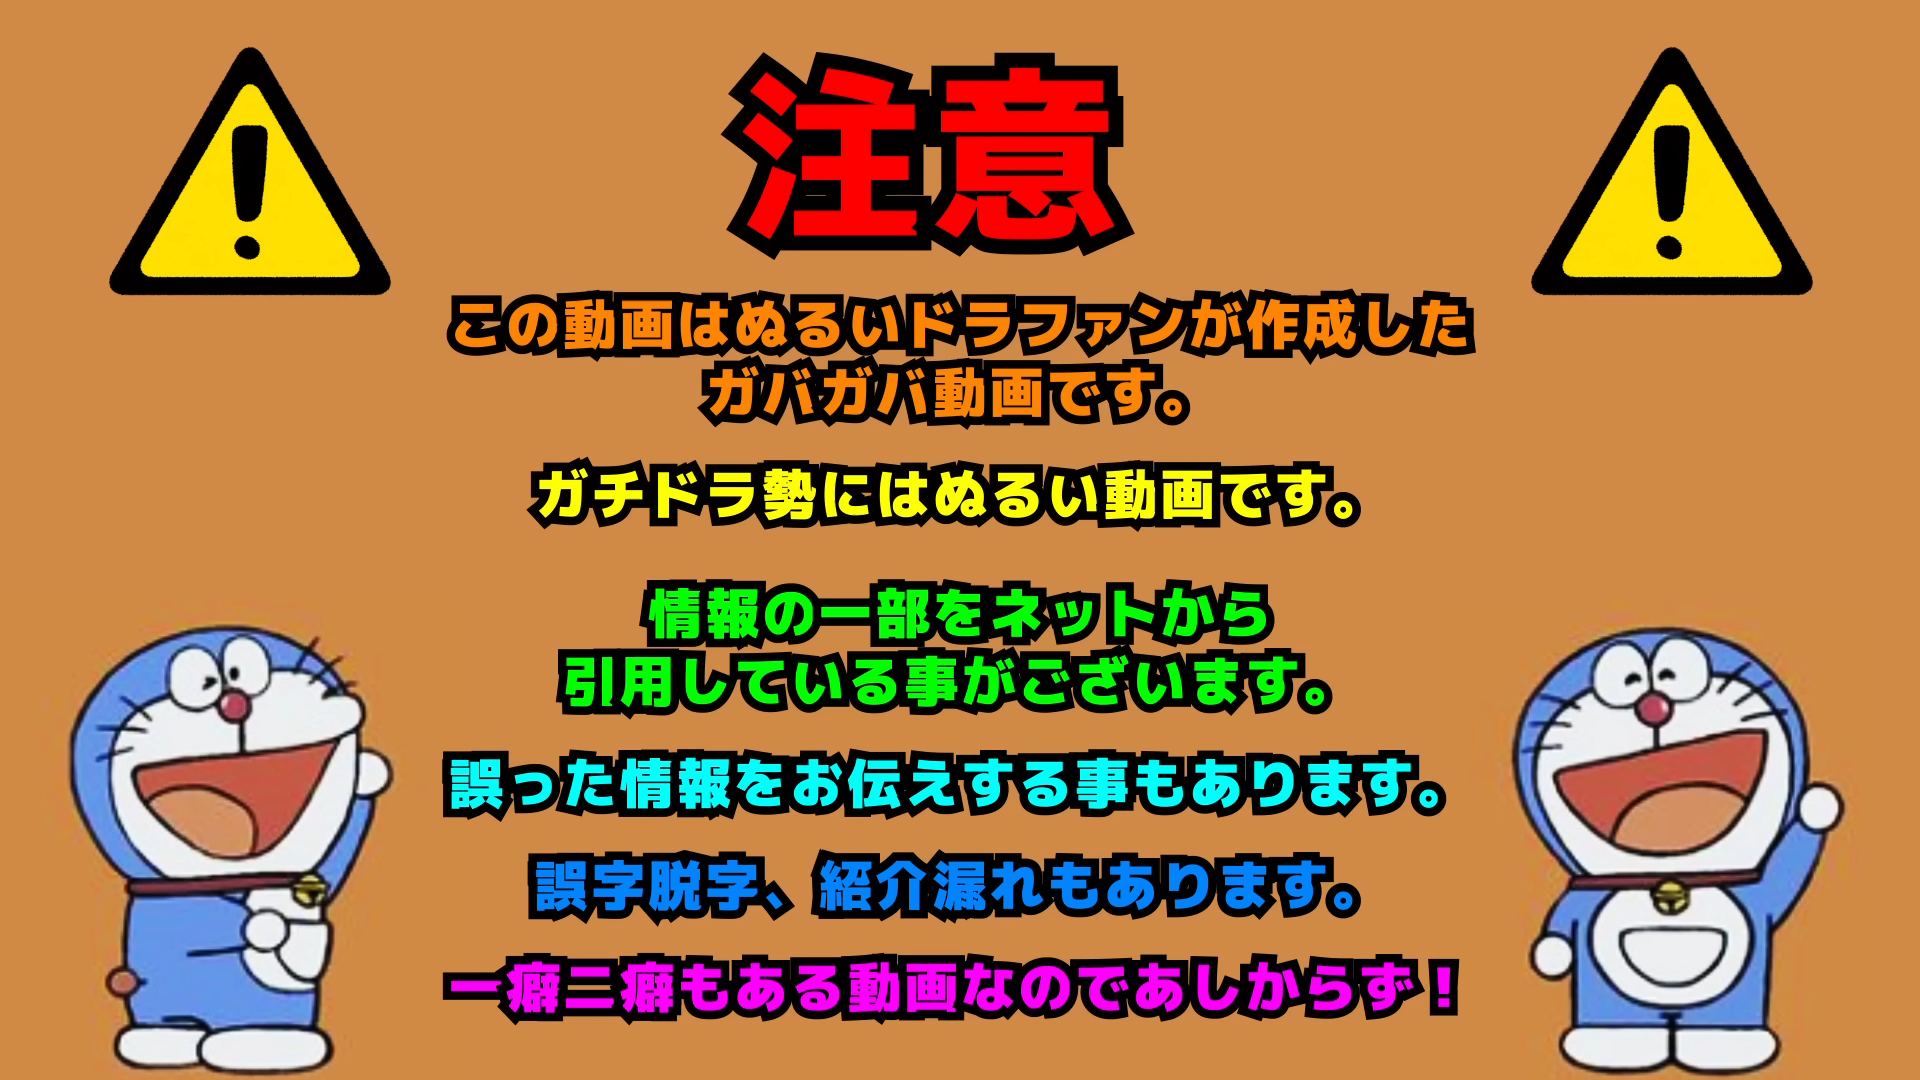 注意
この動画はぬるいドラファンが作成した
ガバガバ動画です。
ガチドラ勢にはぬるい動画です。
情報の一部をネットから
引用している事がございます。
誤った情報をお伝えする事もあります。
誤字脱字、紹介漏れもあります。
一癖二癖もある動画なのであしからず！